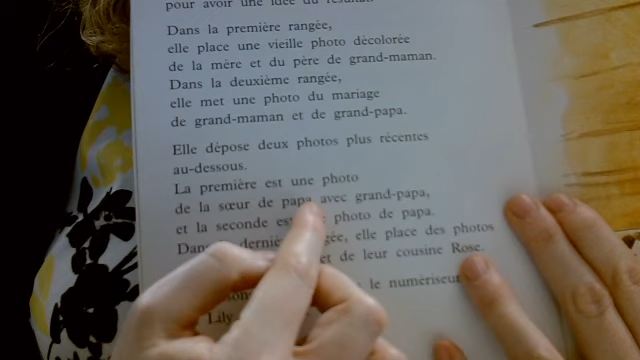 pour avoir une idée du résultat.
Dans la première rangée,
elle place une vieille photo décolorée
de la mère et du père de grand-maman.
Dans la deuxième rangée,
elle met une photo du mariage
de grand-maman et de grand-papa.
Elle dépose deux photos plus récentes
au-dessous.
La première est une photo
de la sœur de papa avec grand-papa,
et la seconde est photo de papa.
elle place des photos
et de leur cousine Rose.
le numériseur
Lily